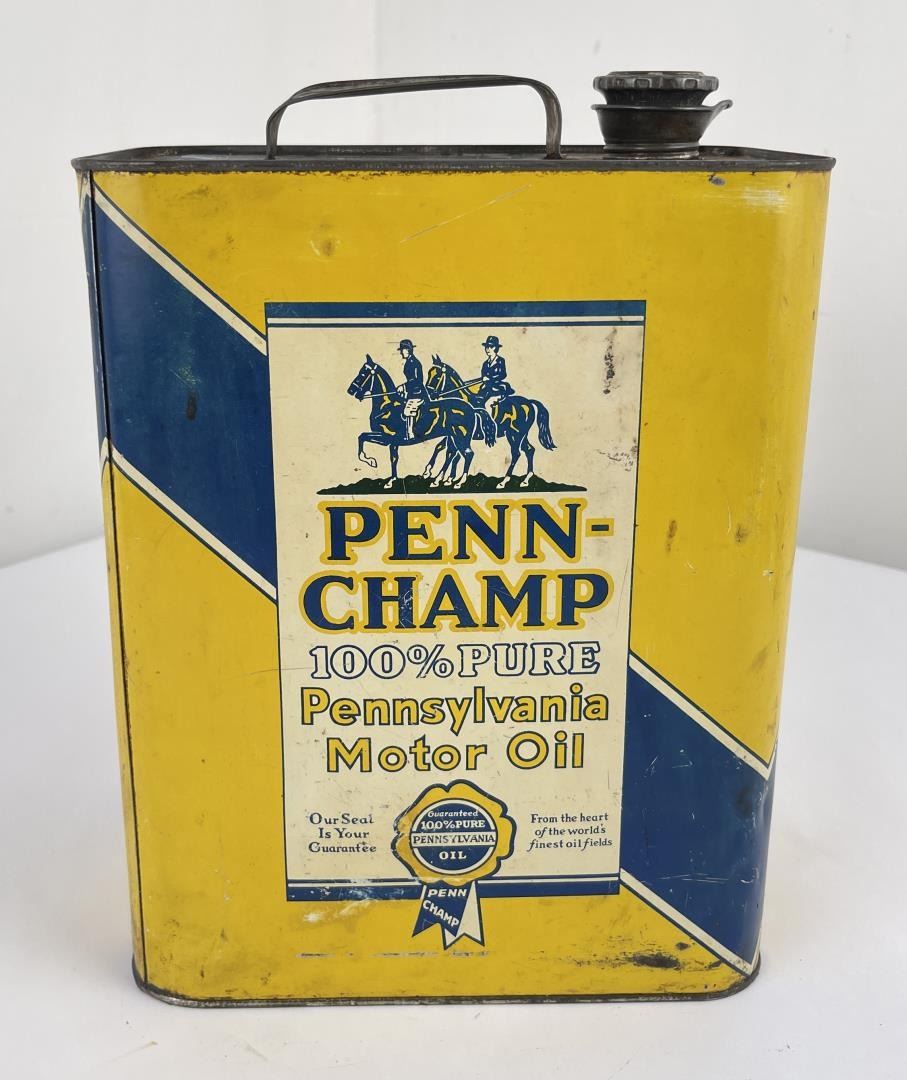 PENN-
CHAMP
100% PURE
Pennsylvania
Motor Oil
Our Seal
Is Your
Guarantee
Guaranteed
100% PURE
PENNSYLVANIA
OIL
PENN
CHAMP
From the heart
of the world's
finest oil fields